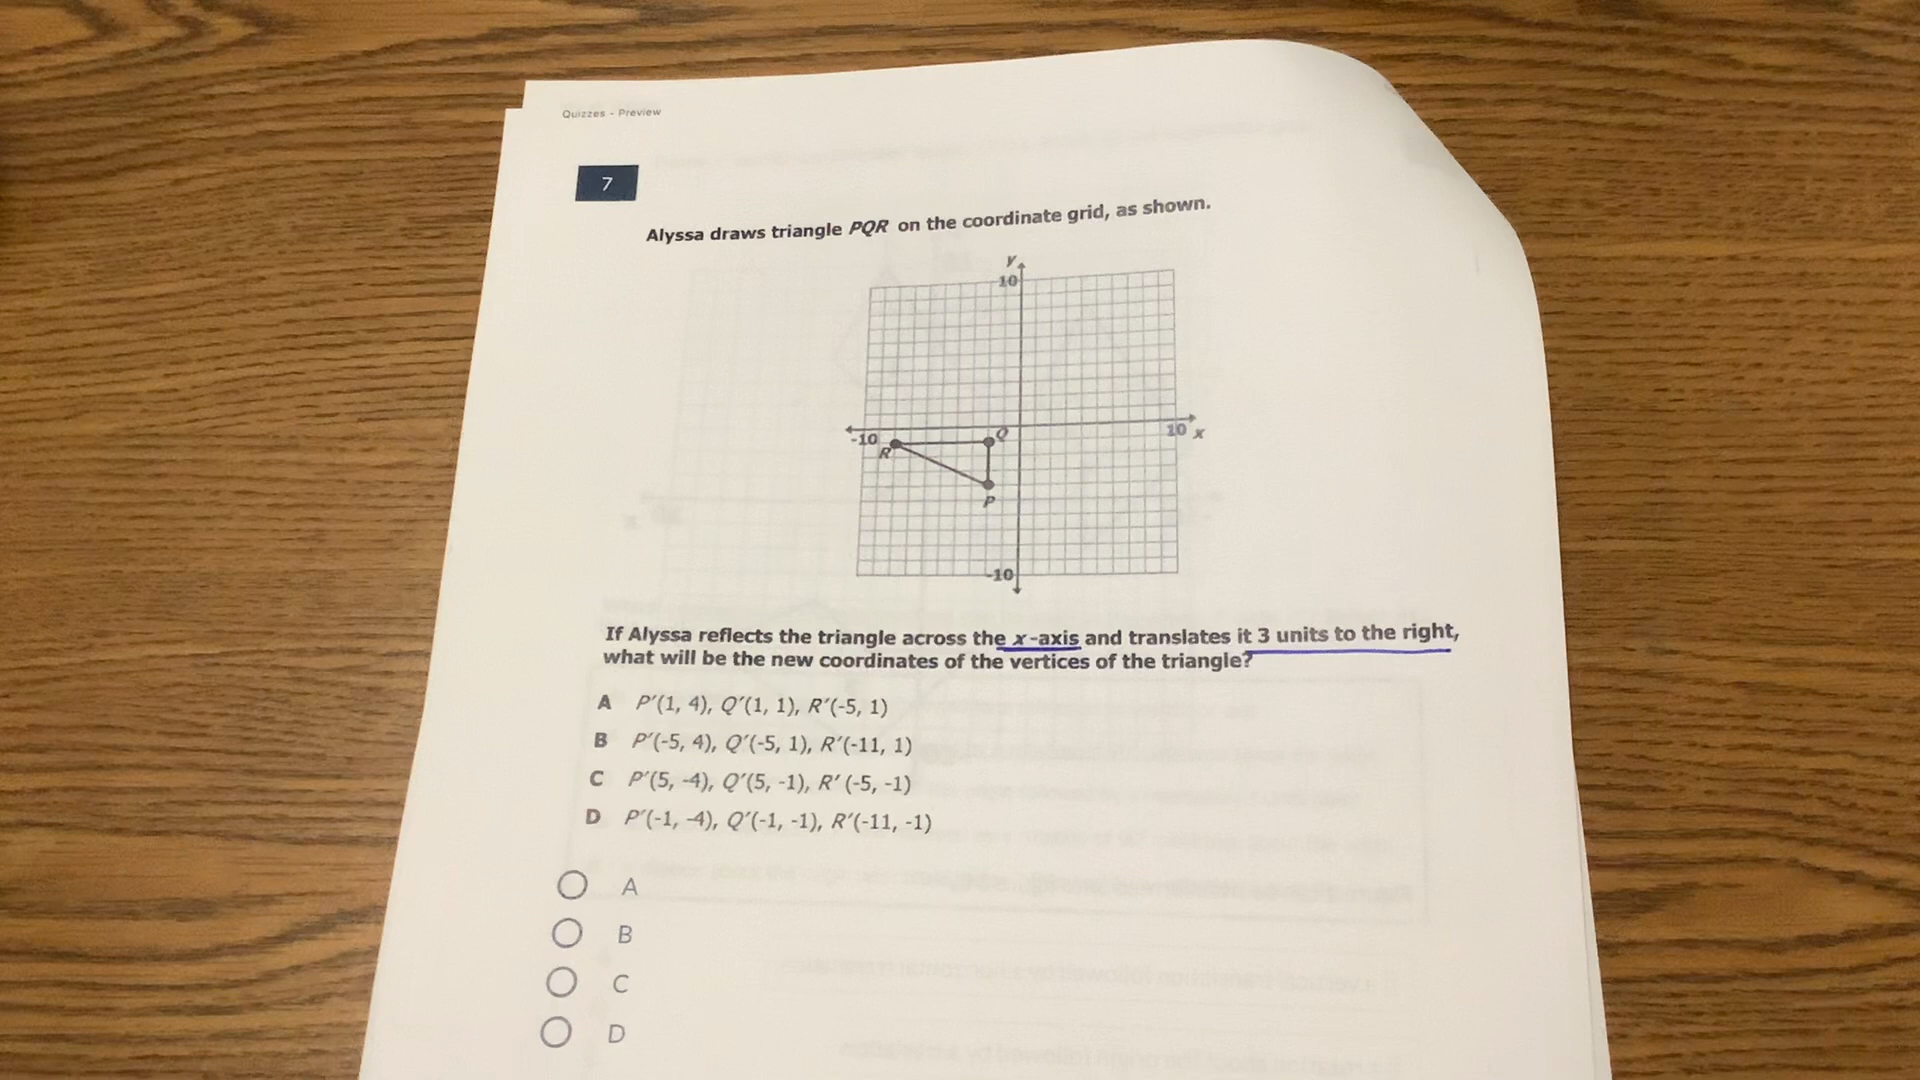 Quizzes - Preview
7
Alyssa draws triangle PQR on the coordinate grid, as shown.
y
10
-10
10 x
Q
R
P
-10
If Alyssa reflects the triangle across the x-axis and translates it 3 units to the right,
what will be the new coordinates of the vertices of the triangle?
A P′(1, 4), Q′(1, 1), R′(-5, 1)
B P′(-5, 4), Q′(-5, 1), R′(-11, 1)
C P′(5, -4), Q′(5, -1), R′ (-5, -1)
D P′(-1, -4), Q′(-1, -1), R′(-11, -1)
A
B
C
D